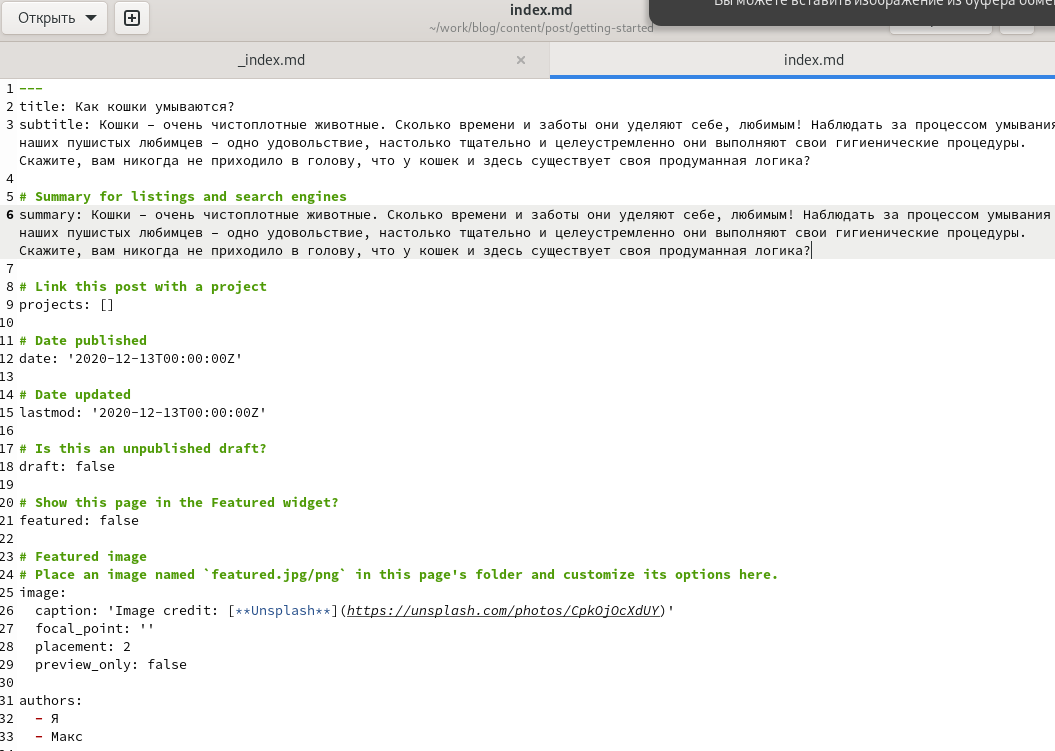 Открыть
index.md
~/work/blog/content/post/getting-started
Вы можете вставить изображение из буфера
_index.md ×
index.md
1 ---
2 title: Как кошки умываются?
3 subtitle: Кошки – очень чистоплотные животные. Сколько времени и заботы они уделяют себе, любимым! Наблюдать за процессом умывания
наших пушистых любимцев – одно удовольствие, настолько тщательно и целеустремленно они выполняют свои гигиенические процедуры.
Скажите, вам никогда не приходило в голову, что у кошек и здесь существует своя продуманная логика?
4
5 # Summary for listings and search engines
6 summary: Кошки – очень чистоплотные животные. Сколько времени и заботы они уделяют себе, любимым! Наблюдать за процессом умывания
наших пушистых любимцев – одно удовольствие, настолько тщательно и целеустремленно они выполняют свои гигиенические процедуры.
Скажите, вам никогда не приходило в голову, что у кошек и здесь существует своя продуманная логика?
7
8 # Link this post with a project
9 projects: []
10
11 # Date published
12 date: '2020-12-13T00:00:00Z'
13
14 # Date updated
15 lastmod: '2020-12-13T00:00:00Z'
16
17 # Is this an unpublished draft?
18 draft: false
19
20 # Show this page in the Featured widget?
21 featured: false
22
23 # Featured image
24 # Place an image named `featured.jpg/png` in this page's folder and customize its options here.
25 image:
26   caption: 'Image credit: [**Unsplash**](https://unsplash.com/photos/CpkOjOcXdUY)'
27   focal_point: ''
28   placement: 2
29   preview_only: false
30
31 authors:
32   - Я
33   - Макс